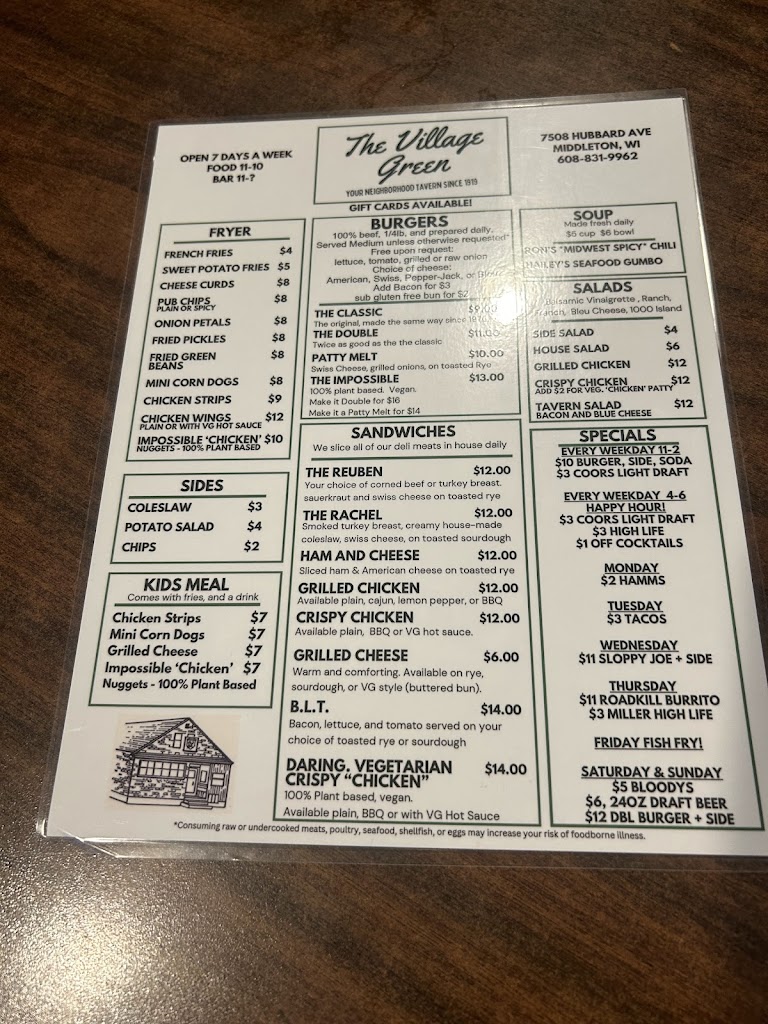 OPEN 7 DAYS A WEEK
FOOD 11-10
BAR 11-?
The Village
Green
YOUR NEIGHBORHOOD TAVERN SINCE 1919
GIFT CARDS AVAILABLE!
7508 HUBBARD AVE
MIDDLETON, WI
608-831-9962
FRYER
FRENCH FRIES $4
SWEET POTATO FRIES $5
CHEESE CURDS $8
PUB CHIPS $8
PLAIN OR SPICY
ONION PETALS $8
FRIED PICKLES $8
FRIED GREEN $8
BEANS
MINI CORN DOGS $8
CHICKEN STRIPS $9
CHICKEN WINGS $12
PLAIN OR WITH VG HOT SAUCE
IMPOSSIBLE 'CHICKEN' $10
NUGGETS - 100% PLANT BASED
SIDES
COLESLAW $3
POTATO SALAD $4
CHIPS $2
KIDS MEAL
Comes with fries, and a drink
Chicken Strips $7
Mini Corn Dogs $7
Grilled Cheese $7
Impossible 'Chicken' $7
Nuggets - 100% Plant Based
BURGERS
100% beef, 1/4lb, and prepared daily.
Served Medium unless otherwise requested*
Free upon request:
lettuce, tomato, grilled or raw onion
Choice of cheese:
American, Swiss, Pepper-Jack, or Bleu
Add Bacon for $3
sub gluten free bun for $2
THE CLASSIC $9.00
The original, made the same way since
THE DOUBLE $11.00
Twice as good as the the classic
PATTY MELT $10.00
Swiss Cheese, grilled onions, on toasted Rye
THE IMPOSSIBLE $13.00
100% plant based. Vegan.
Make it Double for $16
Make it a Patty Melt for $14
SANDWICHES
We slice all of our deli meats in house daily
THE REUBEN $12.00
Your choice of corned beef or turkey breast.
sauerkraut and swiss cheese on toasted rye
THE RACHEL $12.00
Smoked turkey breast, creamy house-made
coleslaw, swiss cheese, on toasted sourdough
HAM AND CHEESE $12.00
Sliced ham & American cheese on toasted rye
GRILLED CHICKEN $12.00
Available plain, cajun, lemon pepper, or BBQ
CRISPY CHICKEN $12.00
Available plain, BBQ or VG hot sauce.
GRILLED CHEESE $6.00
Warm and comforting. Available on rye,
sourdough, or VG style (buttered bun).
B.L.T. $14.00
Bacon, lettuce, and tomato served on your
choice of toasted rye or sourdough
DARING. VEGETARIAN $14.00
CRISPY "CHICKEN"
100% Plant based, vegan.
Available plain, BBQ or with VG Hot Sauce
SOUP
Made fresh daily
$5 cup $6 bowl
RON'S "MIDWEST SPICY" CHILI
HAILEY'S SEAFOOD GUMBO
SALADS
Balsamic Vinaigrette , Ranch,
French, Bleu Cheese, 1000 Island
SIDE SALAD $4
HOUSE SALAD $6
GRILLED CHICKEN $12
CRISPY CHICKEN $12
ADD $2 FOR VEG. 'CHICKEN' PATTY
TAVERN SALAD $12
BACON AND BLUE CHEESE
SPECIALS
EVERY WEEKDAY 11-2
$10 BURGER, SIDE, SODA
$3 COORS LIGHT DRAFT
EVERY WEEKDAY 4-6
HAPPY HOUR!
$3 COORS LIGHT DRAFT
$3 HIGH LIFE
$1 OFF COCKTAILS
MONDAY
$2 HAMMS
TUESDAY
$3 TACOS
WEDNESDAY
$11 SLOPPY JOE + SIDE
THURSDAY
$11 ROADKILL BURRITO
$3 MILLER HIGH LIFE
FRIDAY FISH FRY!
SATURDAY & SUNDAY
$5 BLOODYS
$6, 24OZ DRAFT BEER
$12 DBL BURGER + SIDE
*Consuming raw or undercooked meats, poultry, seafood, shellfish, or eggs may increase your risk of foodborne illness.